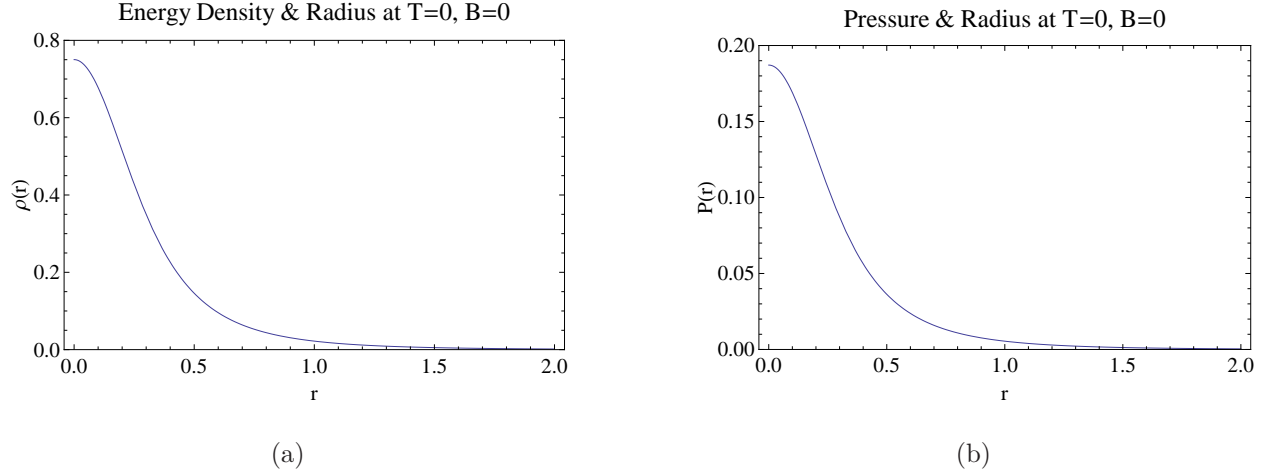 Energy Density & Radius at T=0, B=0
0.8
0.6
0.4
0.2
0.0
ρ(r)
0.0 0.5 1.0 1.5 2.0
r
(a)
Pressure & Radius at T=0, B=0
0.20
0.15
0.10
0.05
0.00
P(r)
0.0 0.5 1.0 1.5 2.0
r
(b)